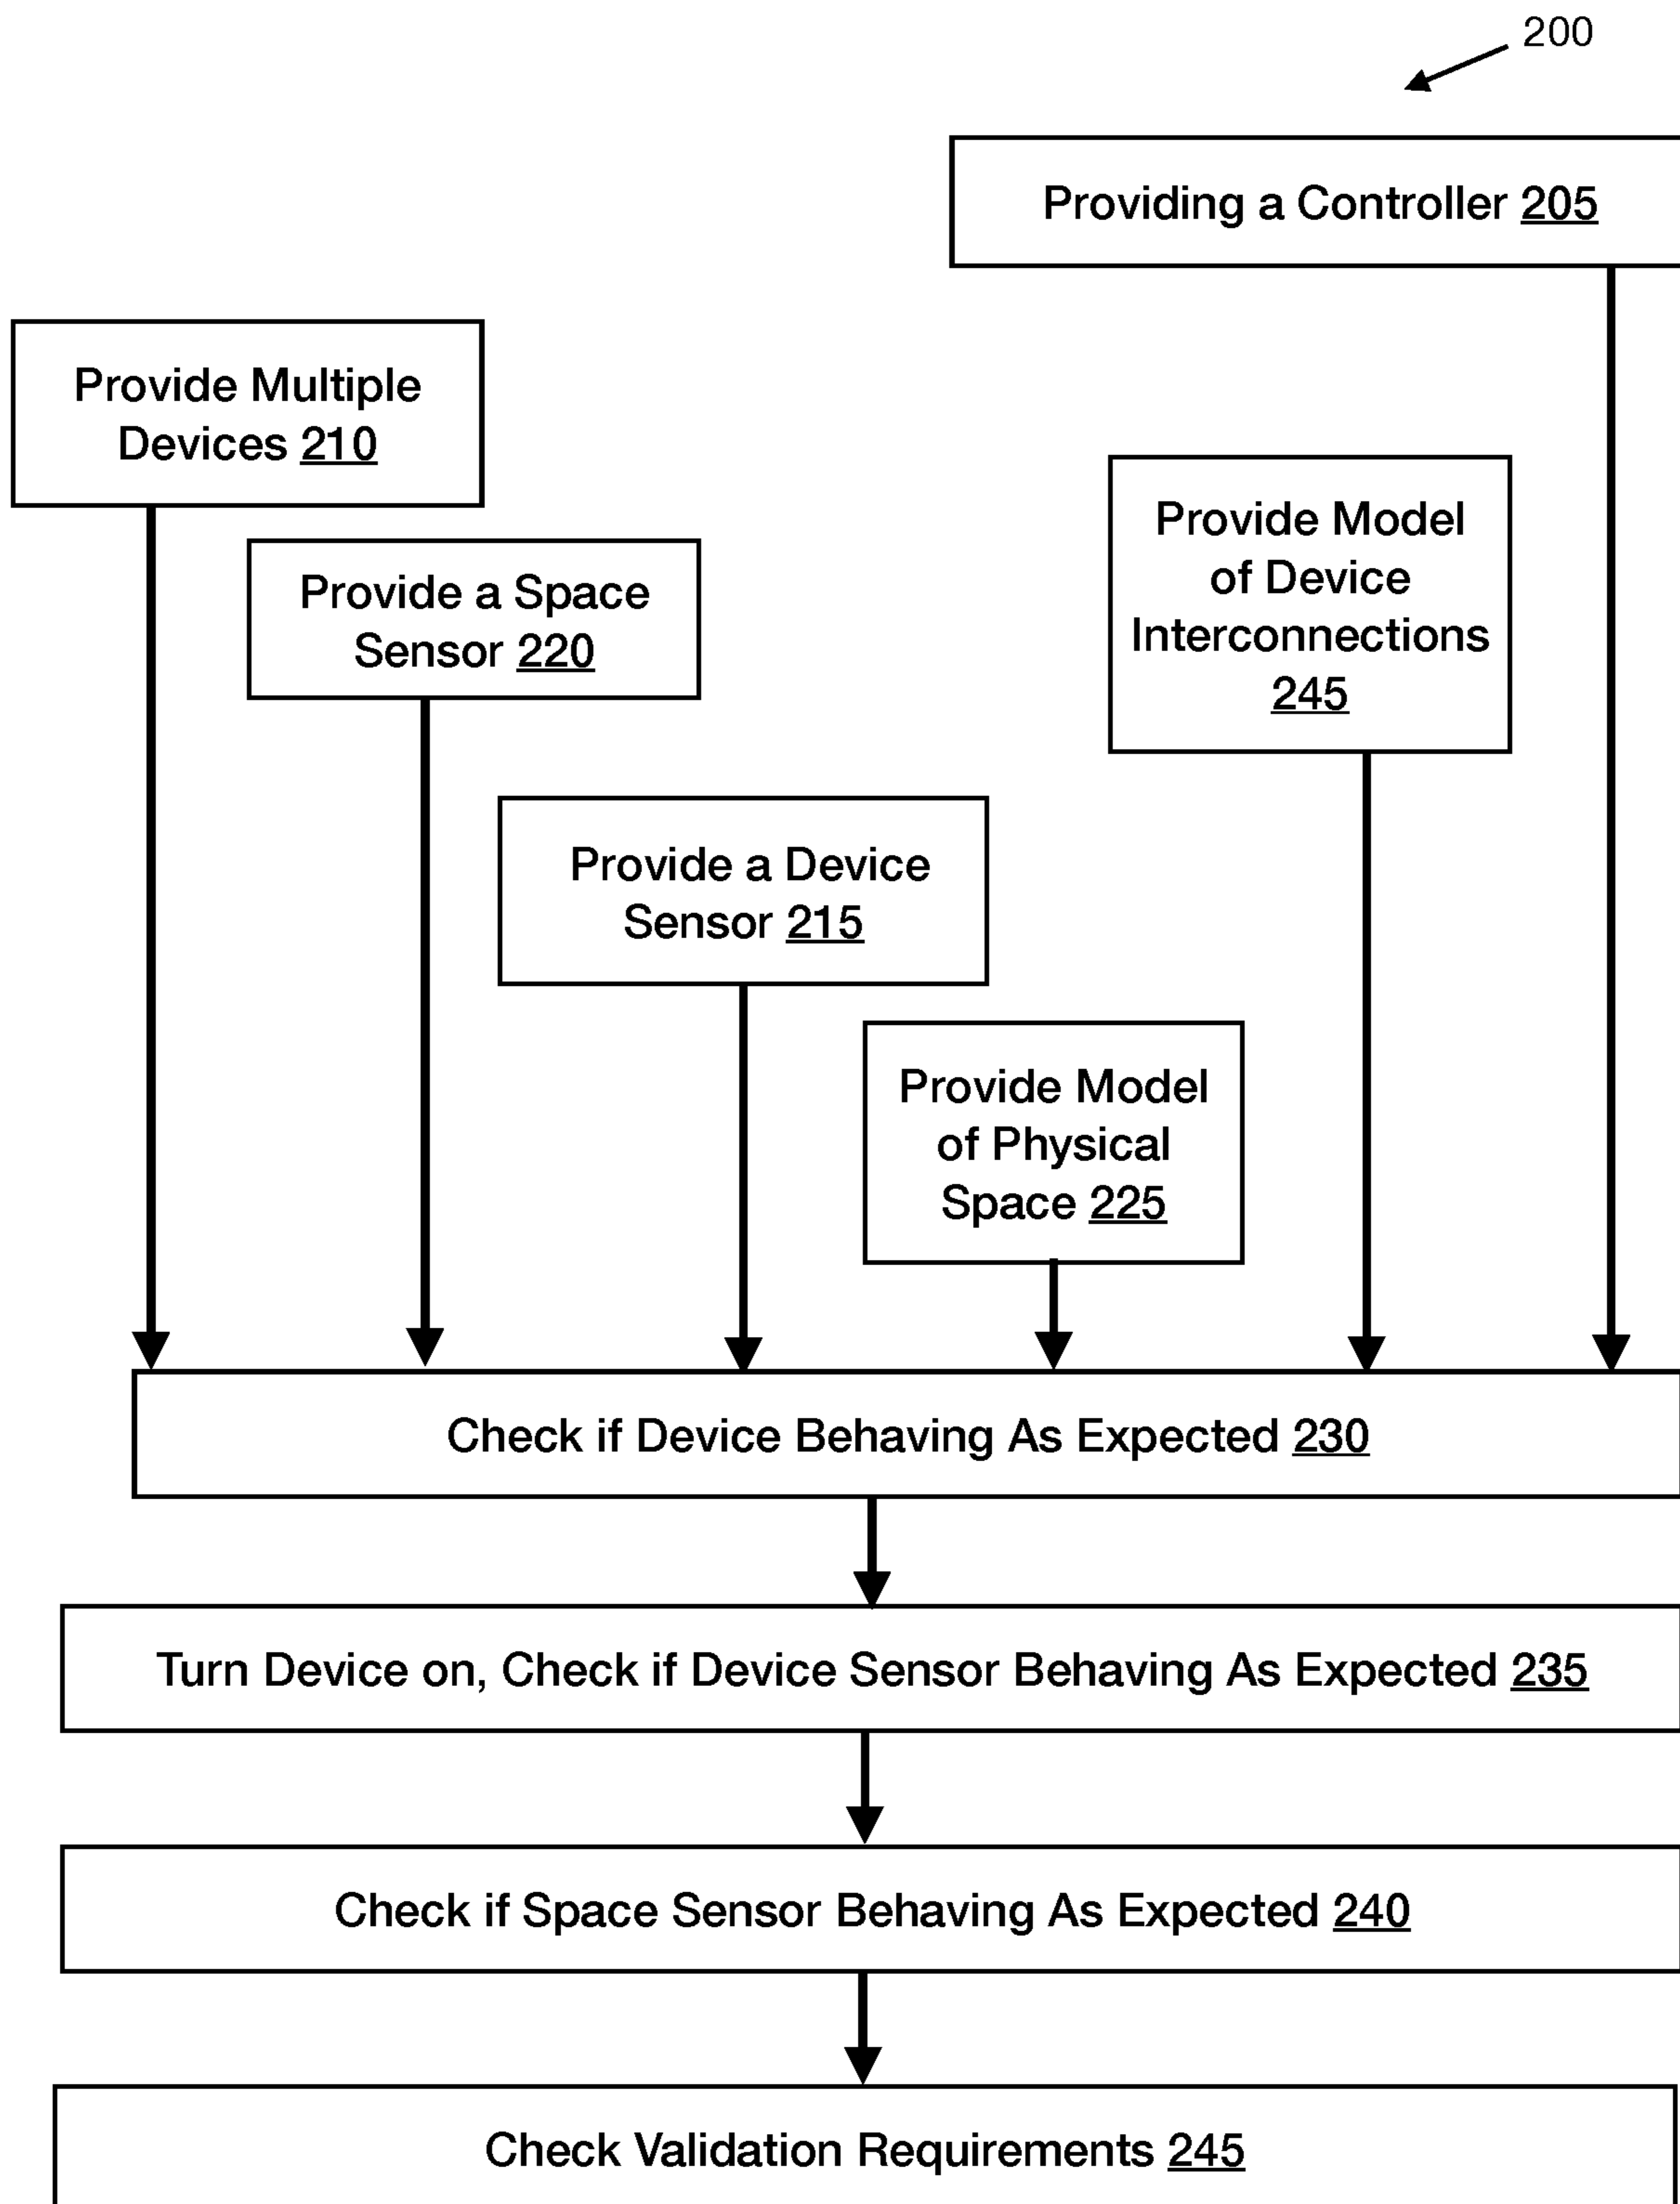 200
Providing a Controller 205
Provide Multiple
Devices 210
Provide Model
of Device
Interconnections
245
Provide a Space
Sensor 220
Provide a Device
Sensor 215
Provide Model
of Physical
Space 225
Check if Device Behaving As Expected 230
Turn Device on, Check if Device Sensor Behaving As Expected 235
Check if Space Sensor Behaving As Expected 240
Check Validation Requirements 245